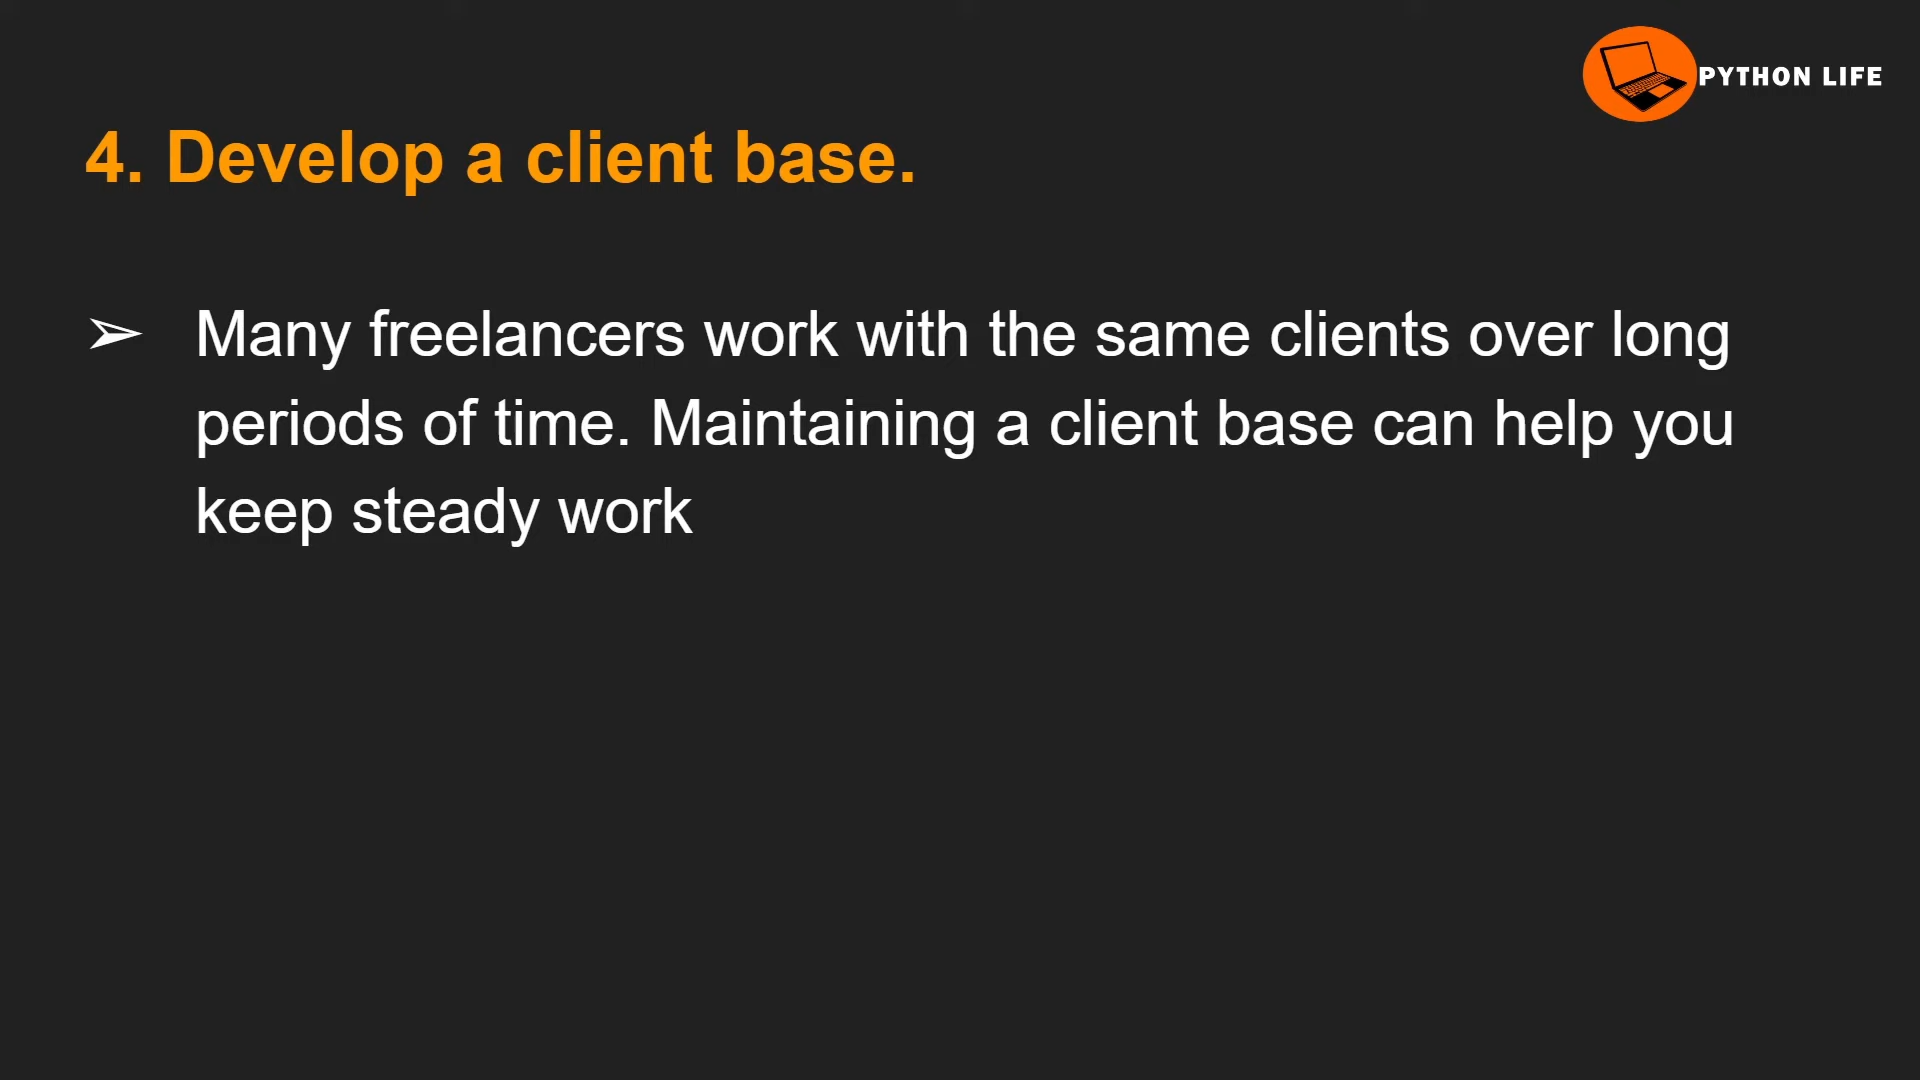 PYTHON LIFE
4. Develop a client base.
➢ Many freelancers work with the same clients over long
periods of time. Maintaining a client base can help you
keep steady work